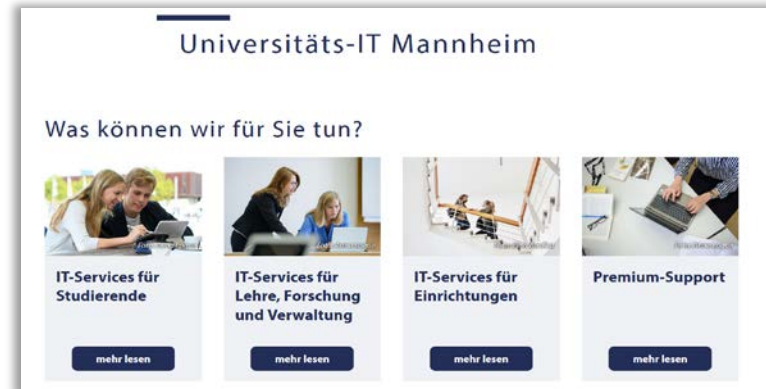 Universitäts-IT Mannheim
Was können wir für Sie tun?
IT-Services für
Studierende
mehr lesen
IT-Services für
Lehre, Forschung
und Verwaltung
mehr lesen
IT-Services für
Einrichtungen
mehr lesen
Premium-Support
mehr lesen